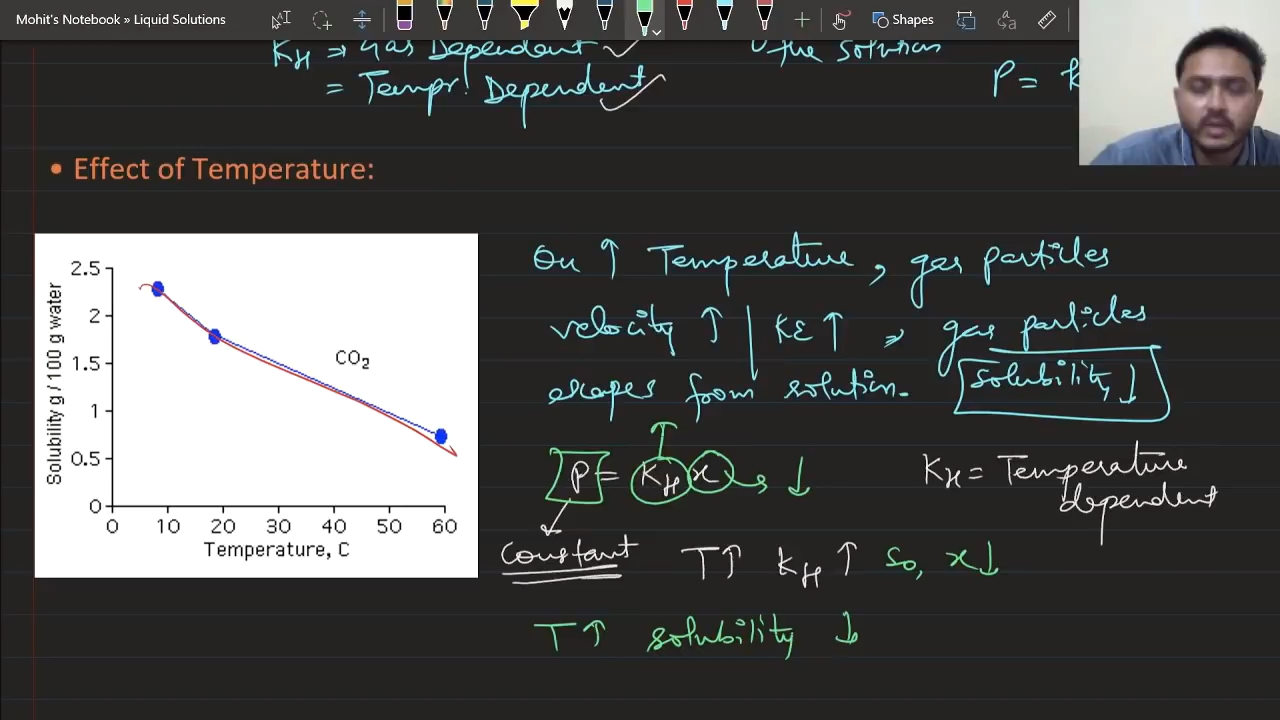 Mohit's Notebook » Liquid Solutions
Shapes
KH ⇒ Gas Dependent ✓
the solution
= Tempr. Dependent ✓
P = K
• Effect of Temperature:
On ↑ Temperature, gas particles
velocity ↑ | KE ↑ ⇒ gas particles
escapes from solution. solubility ↓
P = KH x ↓
KH = Temperature
dependent
constant T↑ KH ↑ so, x↓
T↑ solubility ↓
Solubility g / 100 g water
2.5
2
1.5
1
0.5
0
CO2
0 10 20 30 40 50 60
Temperature, C